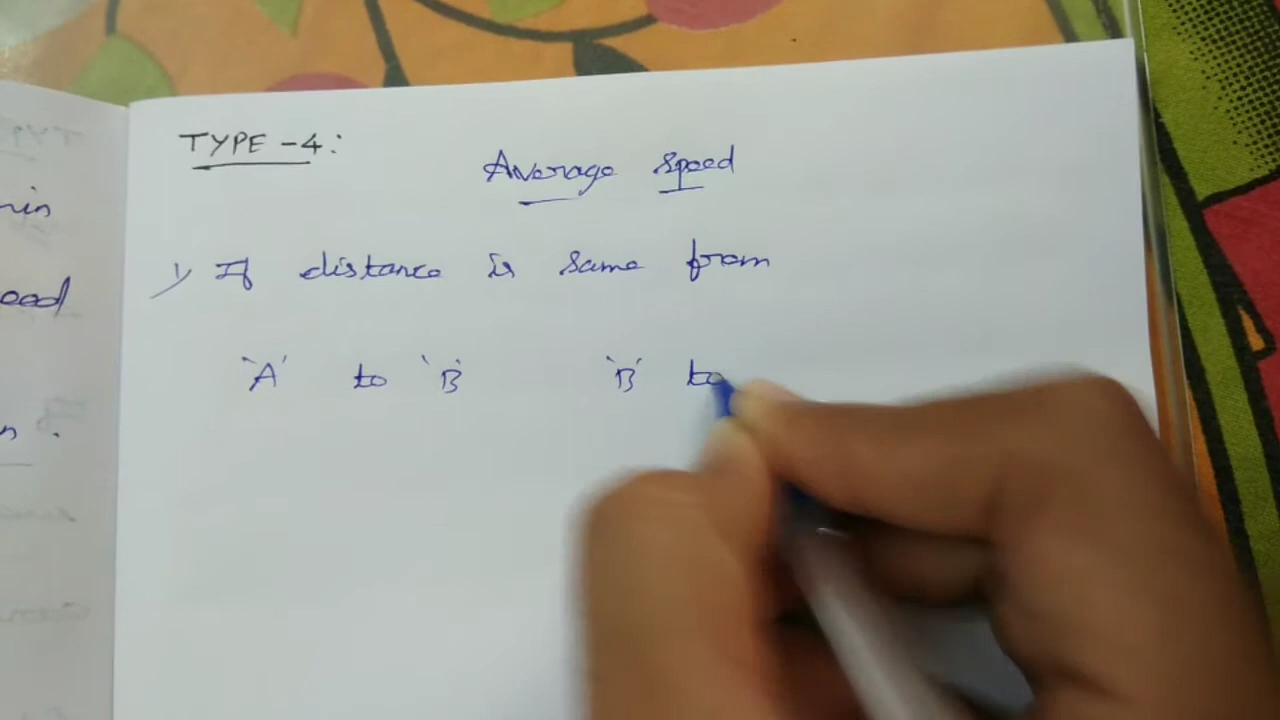 TYPE -4:
Average speed
1) If distance is same from
'A' to 'B' 'B' to